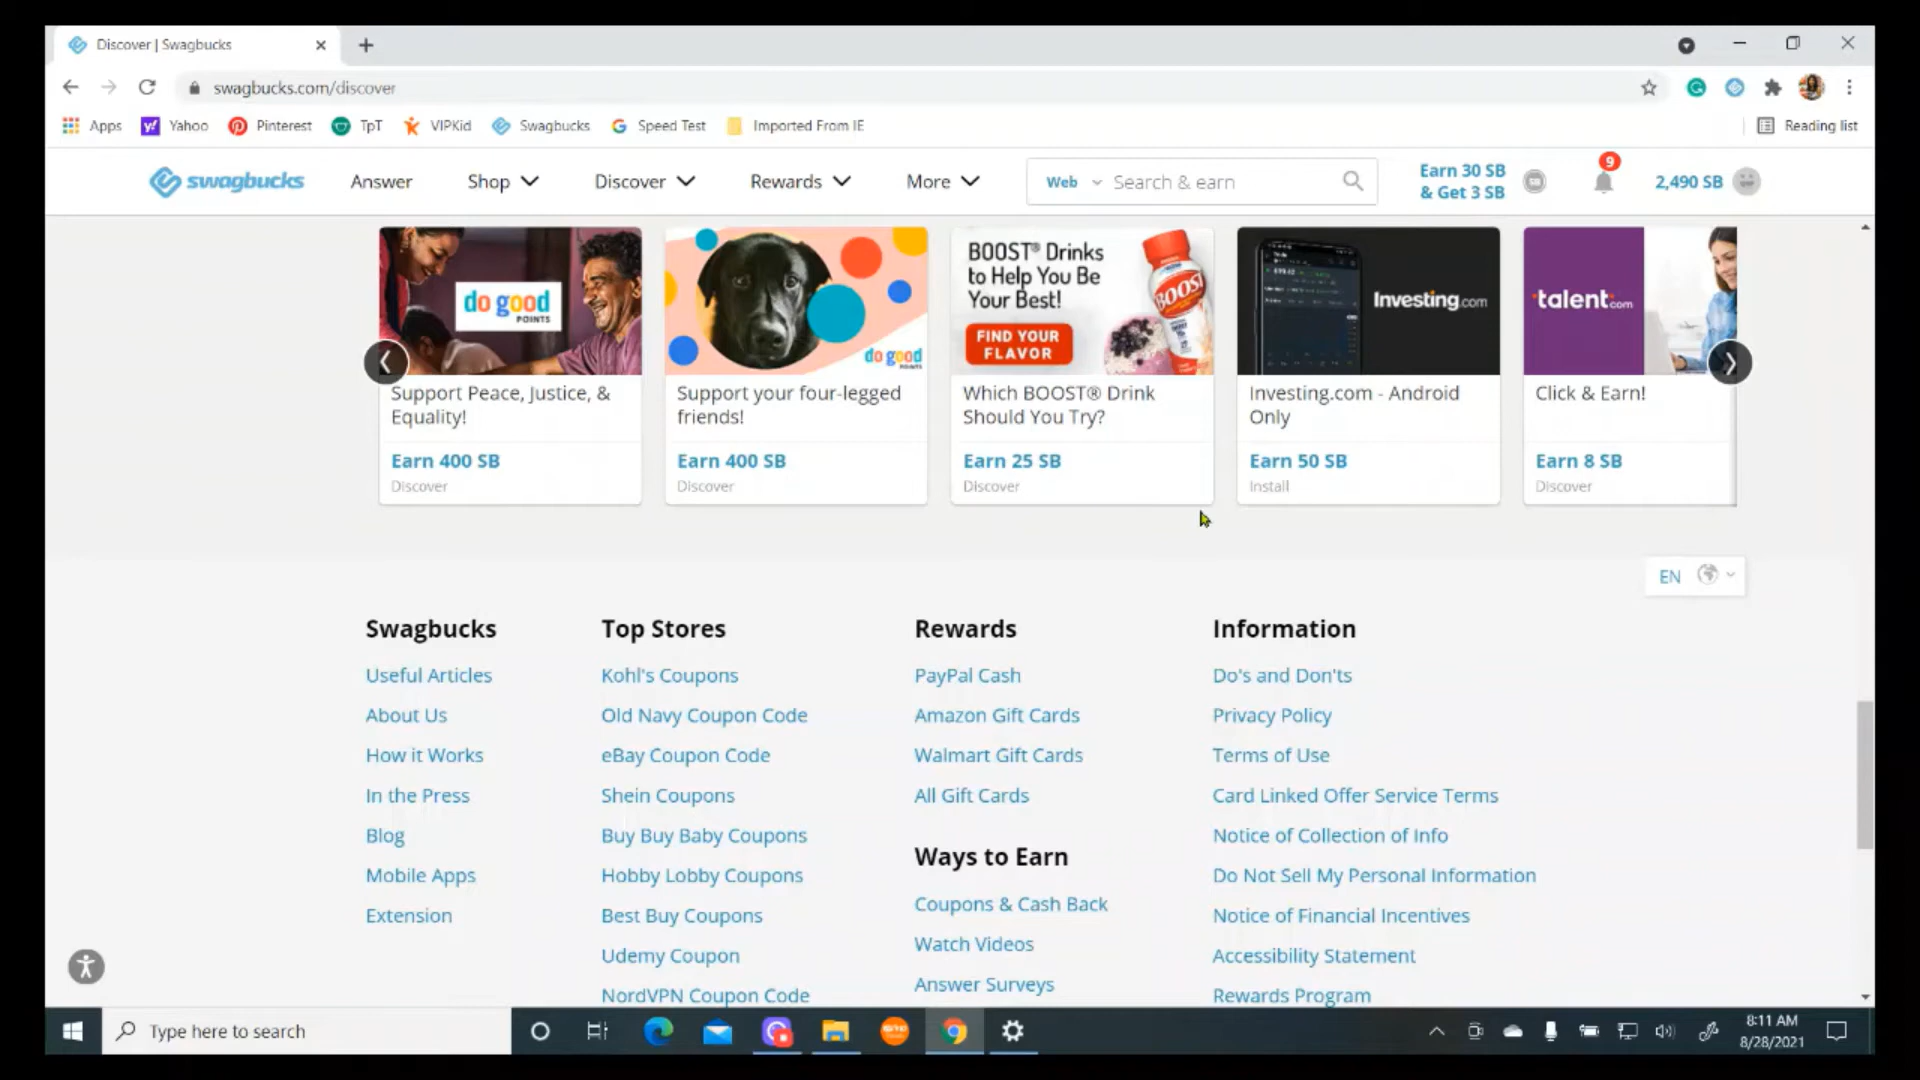 Discover | Swagbucks
swagbucks.com/discover
Apps Yahoo Pinterest TpT VIPKid Swagbucks Speed Test Imported From IE Reading list
swagbucks Answer Shop Discover Rewards More Web Search & earn Earn 30 SB & Get 3 SB 9 2,490 SB
do good
POINTS
Support Peace, Justice, &
Equality!
Earn 400 SB
Discover
do good
POINTS
Support your four-legged
friends!
Earn 400 SB
Discover
BOOST® Drinks
to Help You Be
Your Best!
FIND YOUR
FLAVOR
BOOST
Which BOOST® Drink
Should You Try?
Earn 25 SB
Discover
Investing.com
Investing.com - Android
Only
Earn 50 SB
Install
talent.com
Click & Earn!
Earn 8 SB
Discover
EN
Swagbucks
Useful Articles
About Us
How it Works
In the Press
Blog
Mobile Apps
Extension
Top Stores
Kohl's Coupons
Old Navy Coupon Code
eBay Coupon Code
Shein Coupons
Buy Buy Baby Coupons
Hobby Lobby Coupons
Best Buy Coupons
Udemy Coupon
NordVPN Coupon Code
Rewards
PayPal Cash
Amazon Gift Cards
Walmart Gift Cards
All Gift Cards
Ways to Earn
Coupons & Cash Back
Watch Videos
Answer Surveys
Information
Do's and Don'ts
Privacy Policy
Terms of Use
Card Linked Offer Service Terms
Notice of Collection of Info
Do Not Sell My Personal Information
Notice of Financial Incentives
Accessibility Statement
Rewards Program
Type here to search
8:11 AM
8/28/2021